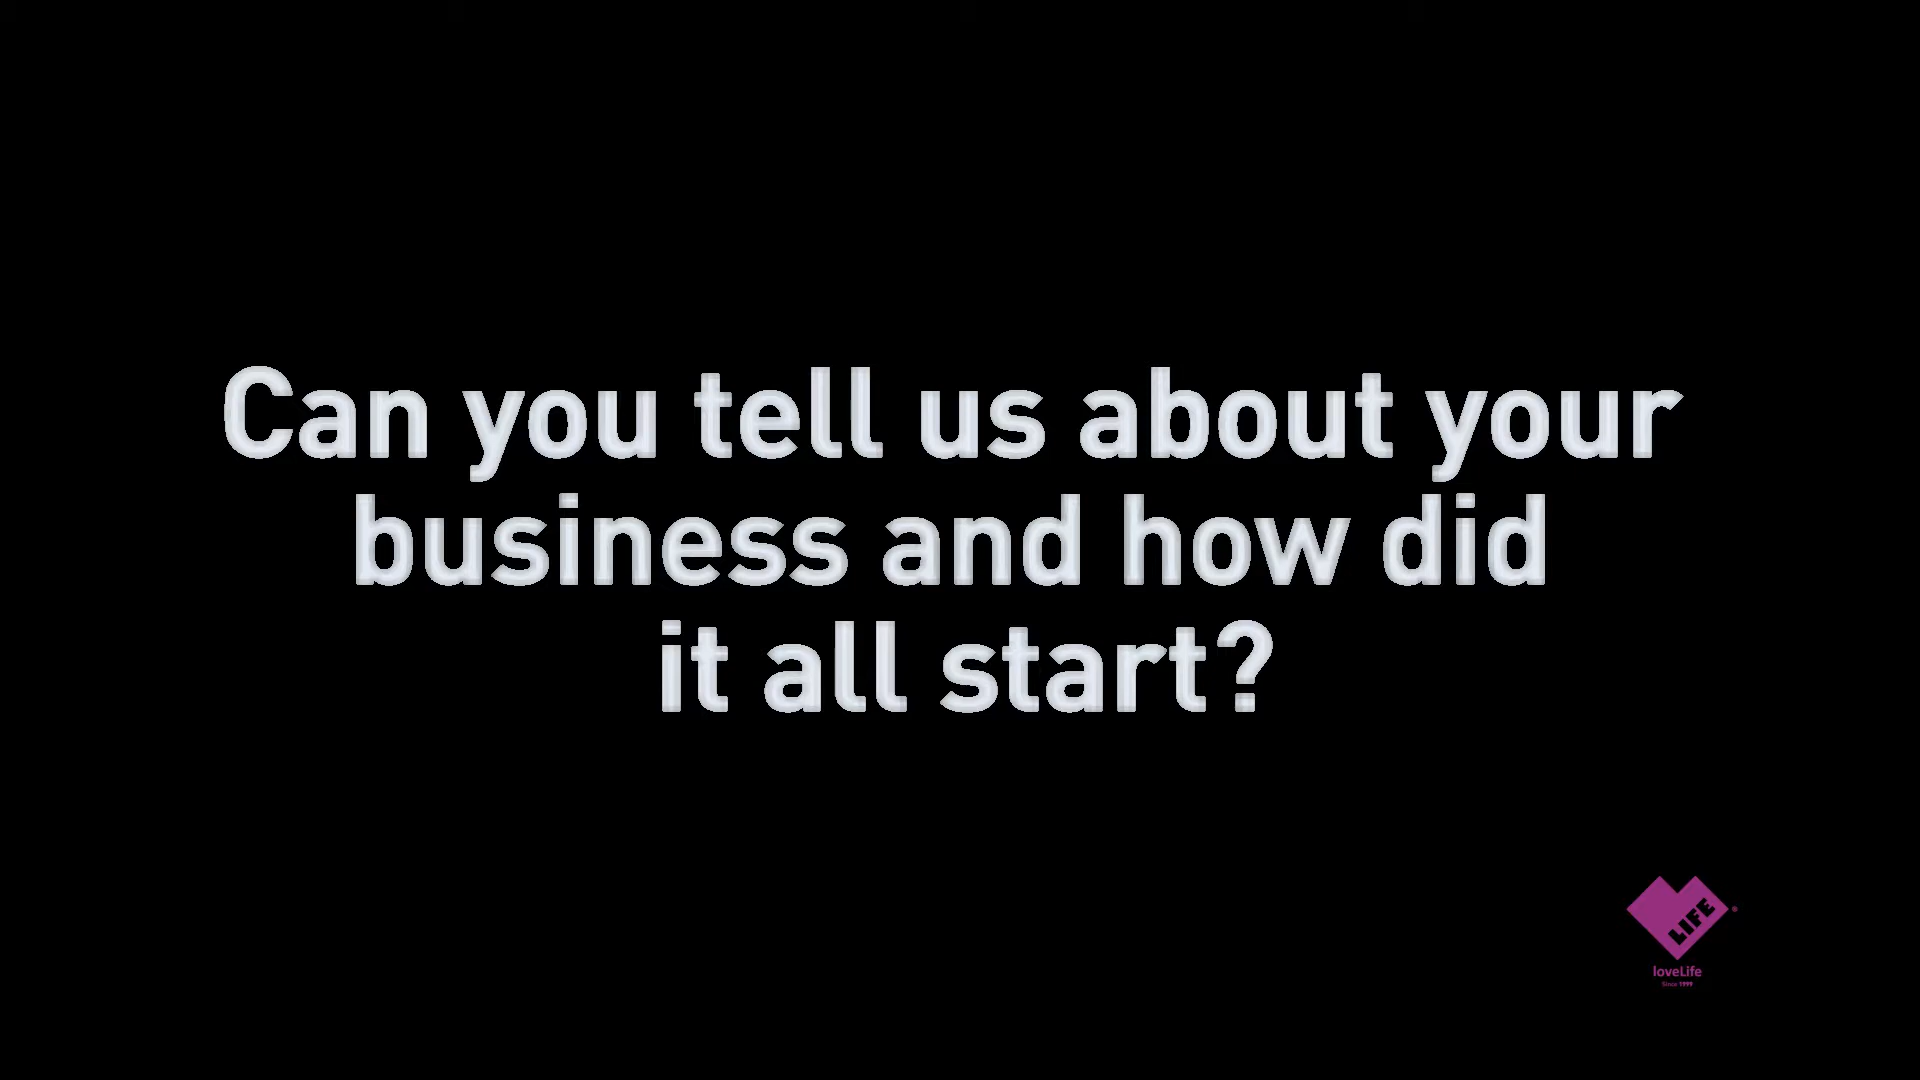 Can you tell us about your
business and how did
it all start?
LIFE
loveLife
Since 1999